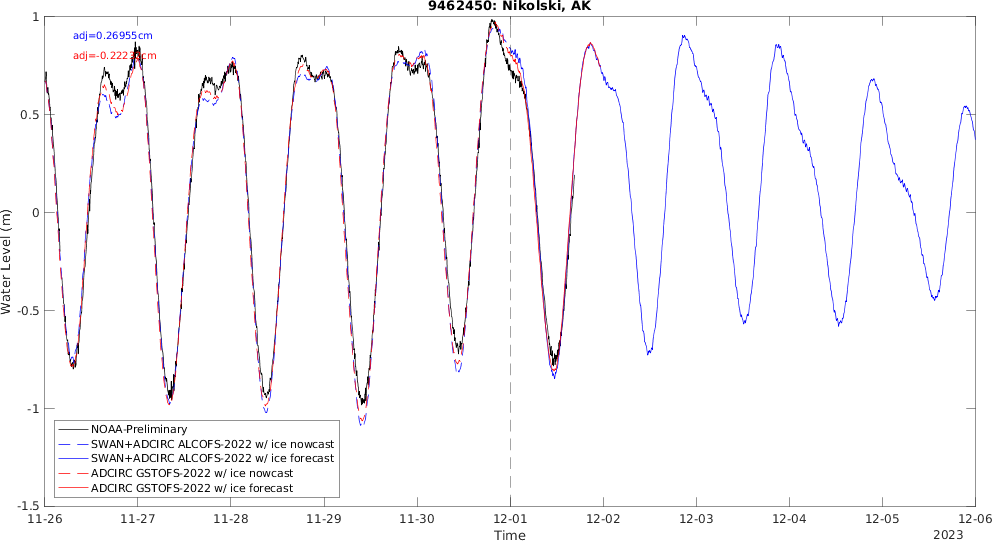 9462450: Nikolski, AK
adj=0.26955cm
Water Level (m)
1
0.5
0
-0.5
-1
-1.5
NOAA-Preliminary
SWAN+ADCIRC ALCOFS-2022 w/ ice nowcast
SWAN+ADCIRC ALCOFS-2022 w/ ice forecast
ADCIRC GSTOFS-2022 w/ ice nowcast
ADCIRC GSTOFS-2022 w/ ice forecast
11-26 11-27 11-28 11-29 11-30 12-01 12-02 12-03 12-04 12-05 12-06
Time
2023